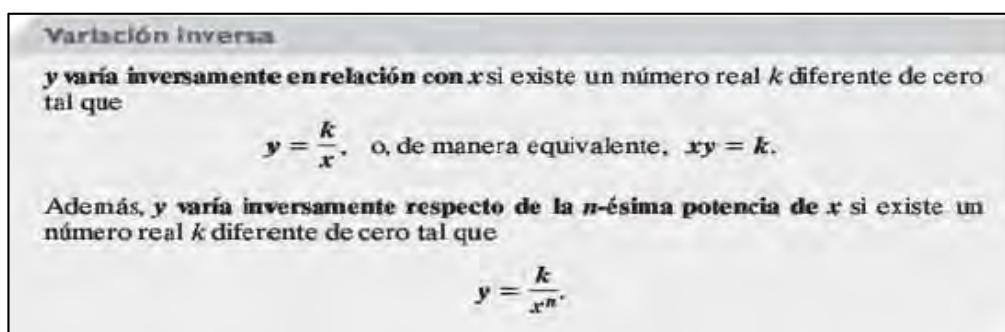 Variación inversa
y varía inversamente en relación con x si existe un número real k diferente de cero
tal que
y = k/x, o, de manera equivalente, xy = k.
Además, y varía inversamente respecto de la n-ésima potencia de x si existe un
número real k diferente de cero tal que
y = k/xⁿ.